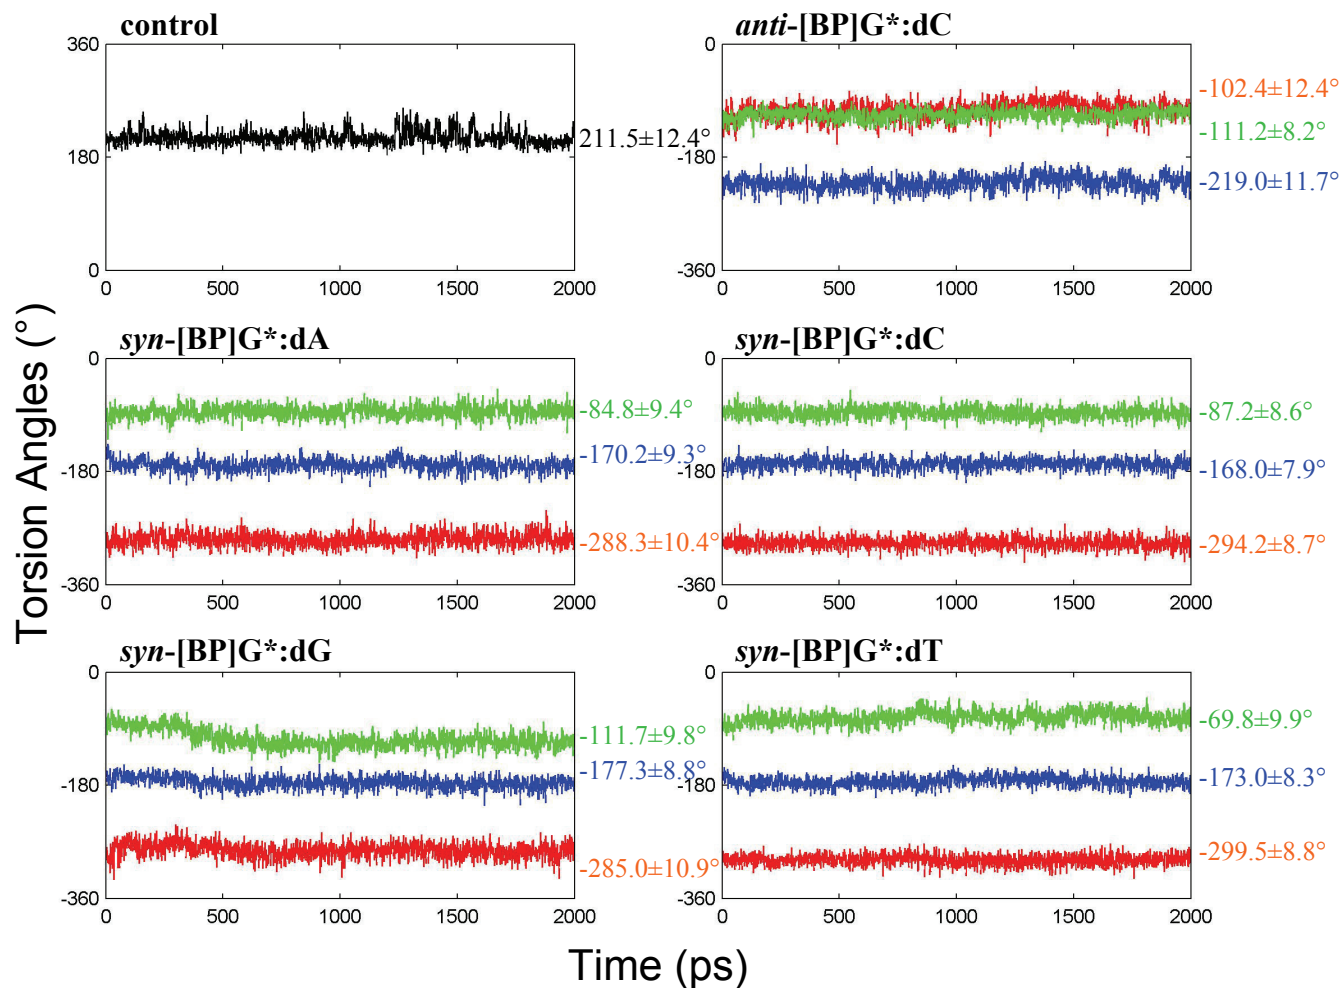 control
360
180
0
0 500 1000 1500 2000
211.5±12.4°
anti-[BP]G*:dC
0
-180
-360
0 500 1000 1500 2000
-102.4±12.4°
-111.2±8.2°
-219.0±11.7°
Torsion Angles (°)
syn-[BP]G*:dA
0
-180
-360
0 500 1000 1500 2000
-84.8±9.4°
-170.2±9.3°
-288.3±10.4°
syn-[BP]G*:dC
0
-180
-360
0 500 1000 1500 2000
-87.2±8.6°
-168.0±7.9°
-294.2±8.7°
syn-[BP]G*:dG
0
-180
-360
0 500 1000 1500 2000
-111.7±9.8°
-177.3±8.8°
-285.0±10.9°
syn-[BP]G*:dT
0
-180
-360
0 500 1000 1500 2000
-69.8±9.9°
-173.0±8.3°
-299.5±8.8°
Time (ps)